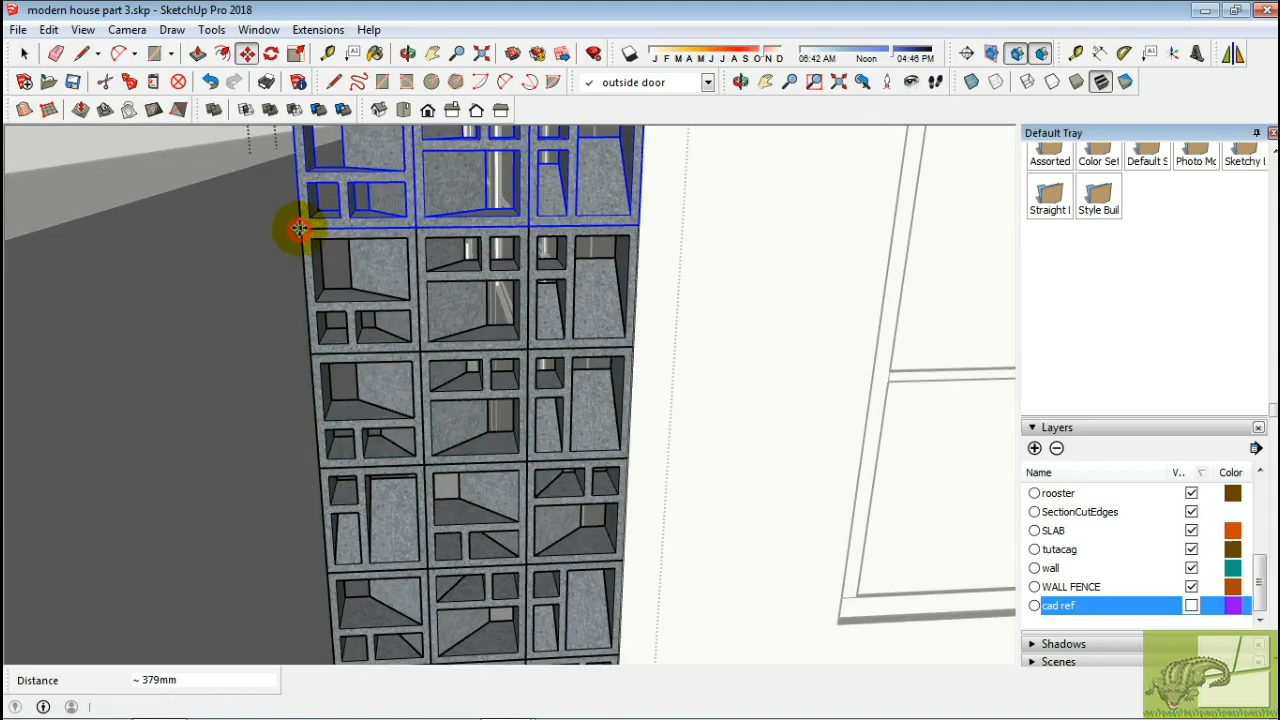 modern house part 3.skp - SketchUp Pro 2018
File Edit View Camera Draw Tools Window Help Extensions
J F M A M J J A S O N D 06:42 AM Noon 04:46 PM
✓ outside door
Default Tray
Assorted Color Set Default S Photo Mo Sketchy
Straight l Style Buil
Layers
Name V.. Color
rooster
SectionCutEdges
SLAB
tutacag
wall
WALL FENCE
cad ref
Shadows
Scenes
Distance ~ 379mm